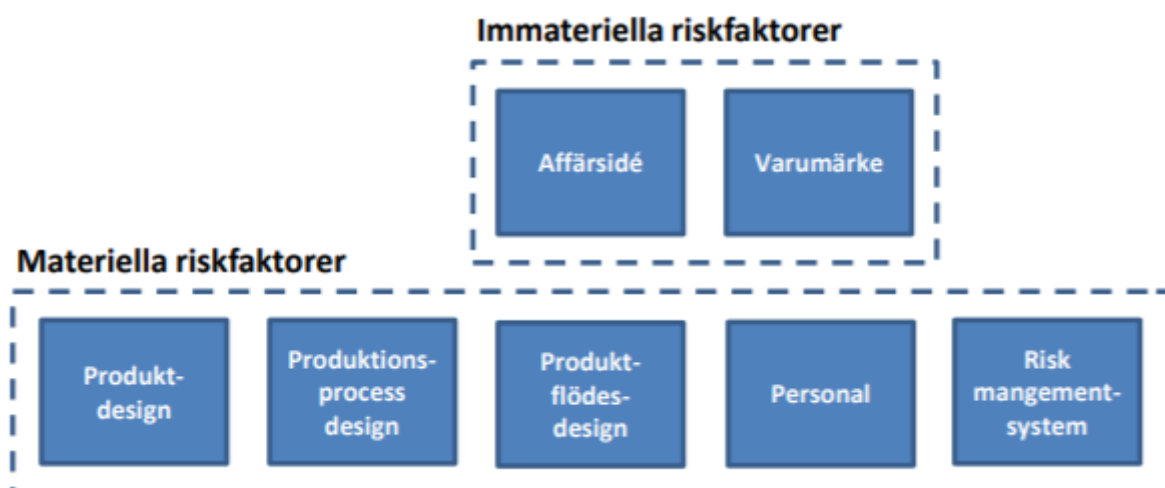 Immateriella riskfaktorer
Affärsidé
Varumärke
Materiella riskfaktorer
Produkt-
design
Produktions-
process
design
Produkt-
flödes-
design
Personal
Risk
mangement-
system